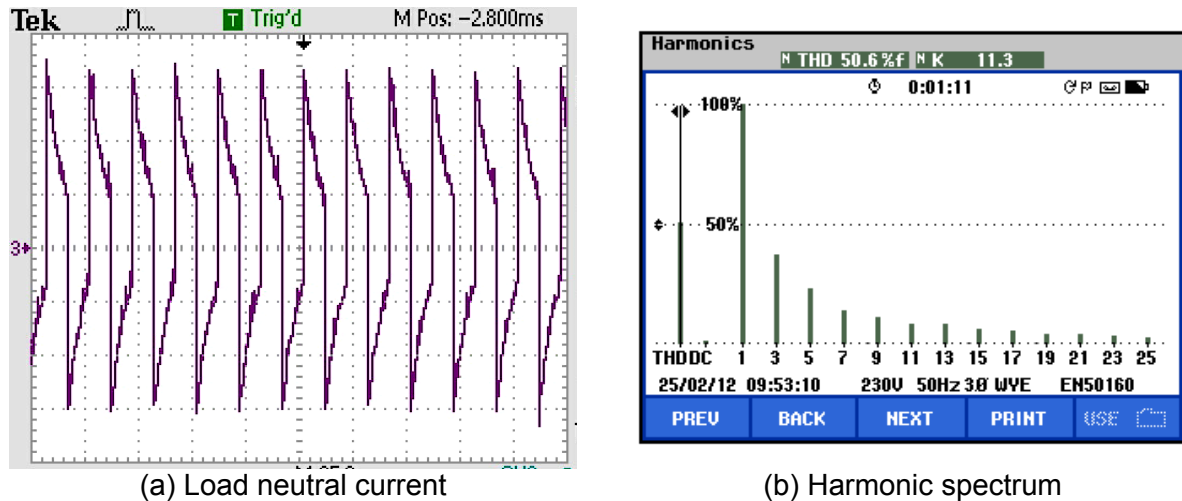 Tek T Trig'd M Pos: -2.800ms
3
(a) Load neutral current
Harmonics
N THD 50.6%f N K 11.3
0:01:11
100%
50%
THD DC 1 3 5 7 9 11 13 15 17 19 21 23 25
25/02/12 09:53:10 230V 50Hz 3Ø WYE EN50160
PREV BACK NEXT PRINT USE
(b) Harmonic spectrum